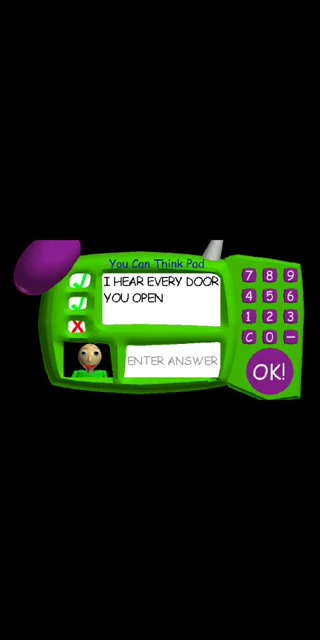 You Can Think Pad
I HEAR EVERY DOOR
YOU OPEN
7 8 9
4 5 6
1 2 3
C 0 −
ENTER ANSWER
OK!